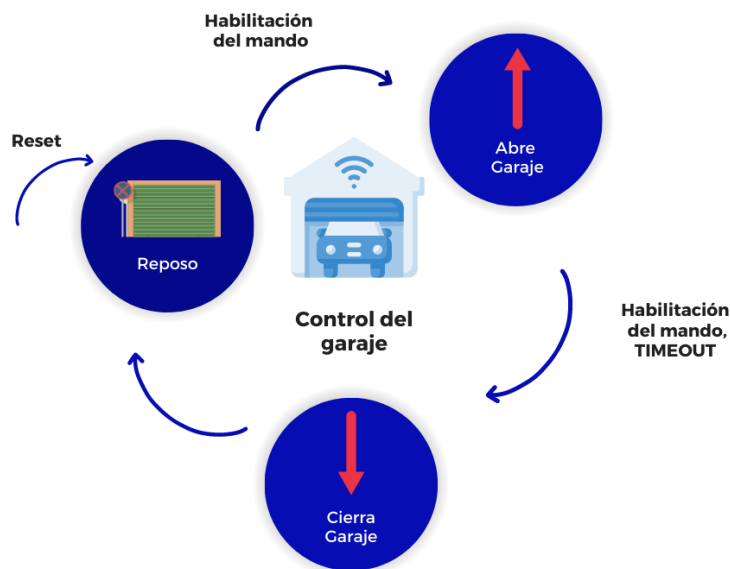 Habilitación
del mando
Reset
Abre
Garaje
Reposo
Control del
garaje
Habilitación
del mando,
TIMEOUT
Cierra
Garaje